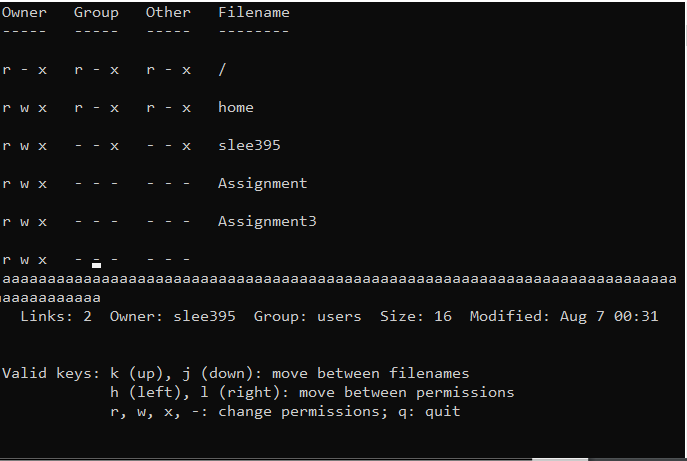 Owner   Group   Other   Filename
-----   -----   -----   --------
r - x   r - x   r - x   /
r w x   r - x   r - x   home
r w x   - - x   - - x   slee395
r w x   - - -   - - -   Assignment
r w x   - - -   - - -   Assignment3
r w x   - - -   - - -
aaaaaaaaaaaaaaaaaaaaaaaaaaaaaaaaaaaaaaaaaaaaaaaaaaaaaaaaaaaaaaaaaaaaaaaaaaa
aaaaaaaaaaa
  Links: 2  Owner: slee395  Group: users  Size: 16  Modified: Aug 7 00:31
Valid keys: k (up), j (down): move between filenames
            h (left), l (right): move between permissions
            r, w, x, -: change permissions; q: quit